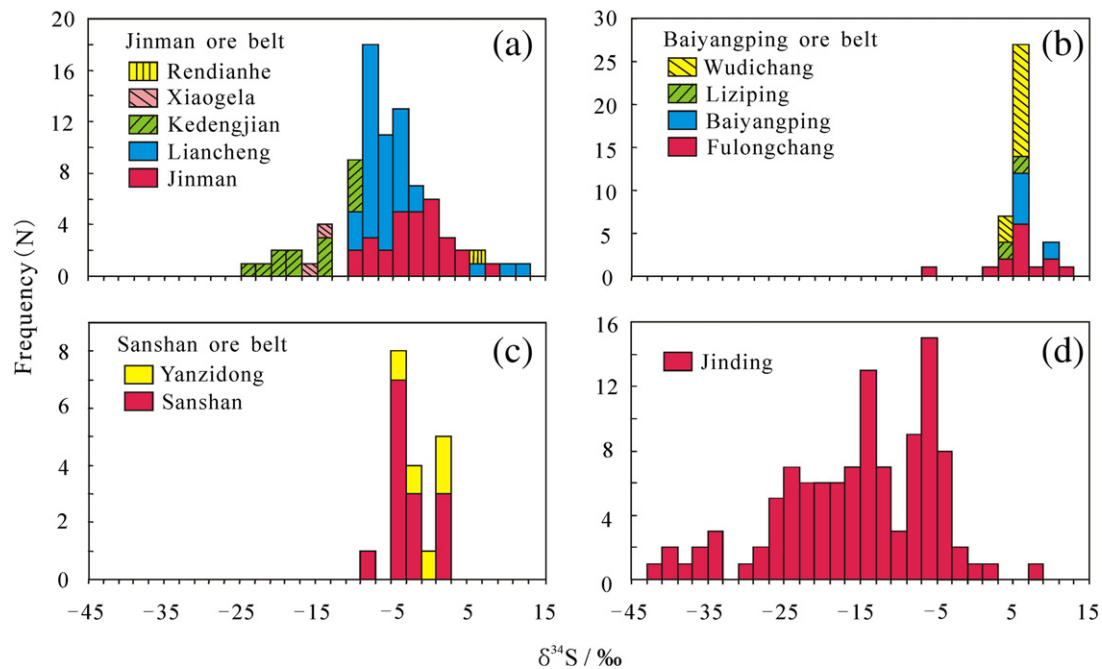 20
16
12
8
4
0
Jinman ore belt
Rendianhe
Xiaogela
Kedengjian
Liancheng
Jinman
(a)
30
25
20
15
10
5
0
Baiyangping ore belt
Wudichang
Liziping
Baiyangping
Fulongchang
(b)
Frequency (N)
8
6
4
2
0
Sanshan ore belt
Yanzidong
Sanshan
(c)
-45 -35 -25 -15 -5 5 15
16
12
8
4
0
Jinding
(d)
-45 -35 -25 -15 -5 5 15
δ³⁴S / ‰